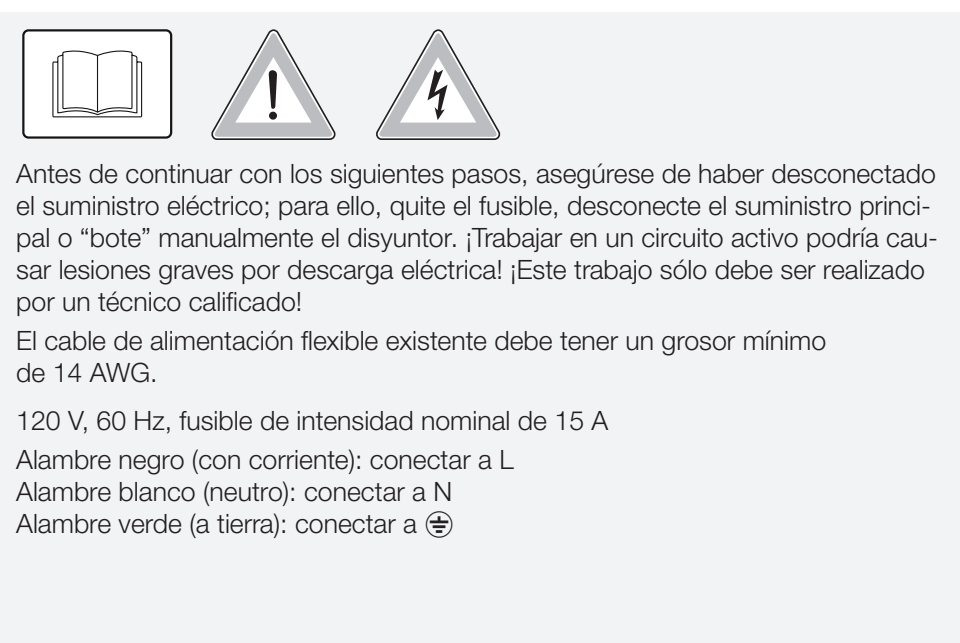 Antes de continuar con los siguientes pasos, asegúrese de haber desconectado
el suministro eléctrico; para ello, quite el fusible, desconecte el suministro princi-
pal o “bote” manualmente el disyuntor. ¡Trabajar en un circuito activo podría cau-
sar lesiones graves por descarga eléctrica! ¡Este trabajo sólo debe ser realizado
por un técnico calificado!
El cable de alimentación flexible existente debe tener un grosor mínimo
de 14 AWG.
120 V, 60 Hz, fusible de intensidad nominal de 15 A
Alambre negro (con corriente): conectar a L
Alambre blanco (neutro): conectar a N
Alambre verde (a tierra): conectar a